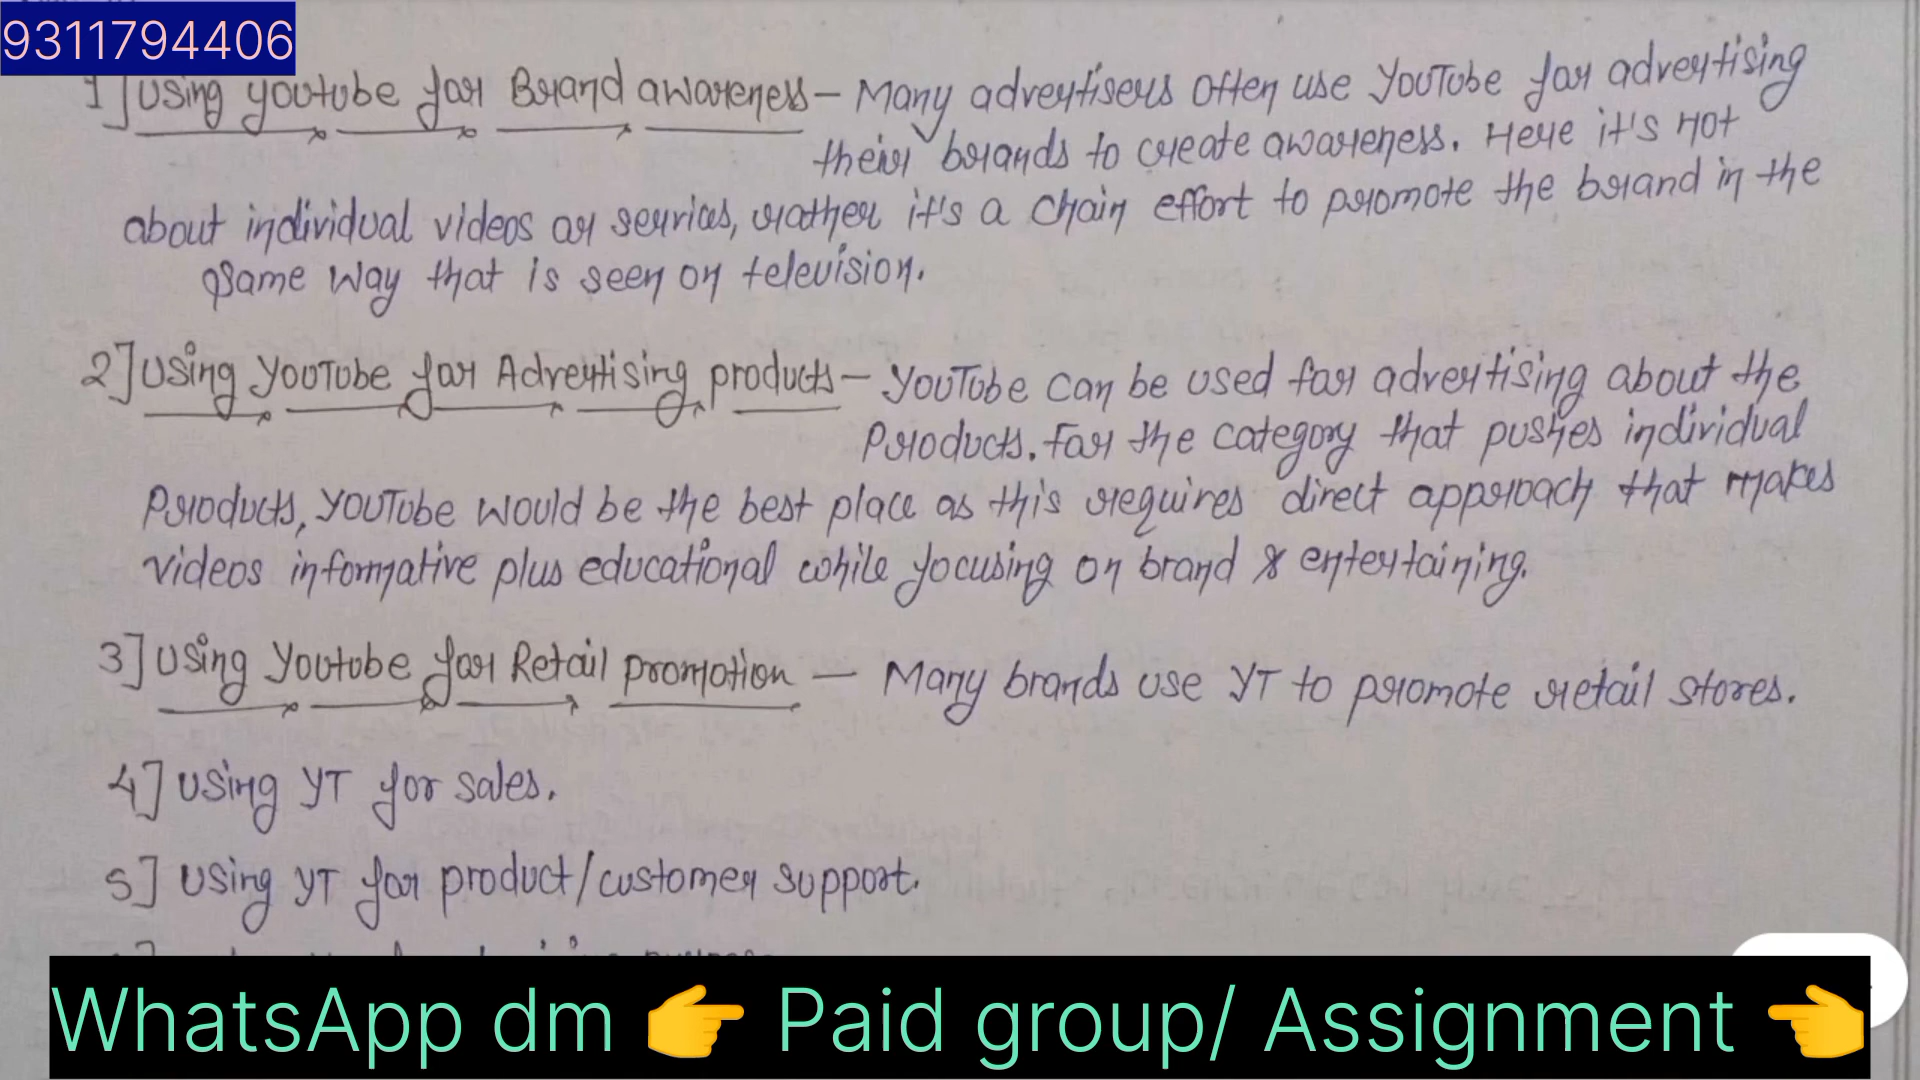 9311794406
1] Using youtube for Brand awareness — Many advertisers often use YouTube for advertising
their brands to create awareness. Here it's not
about individual videos or services, rather it's a chain effort to promote the brand in the
same way that is seen on television.
2] Using YouTube for Advertising products — YouTube can be used for advertising about the
Products. For the category that pushes individual
Products, YouTube would be the best place as this requires direct approach that makes
videos informative plus educational while focusing on brand & entertaining.
3] Using Youtube for Retail promotion — Many brands use YT to promote retail stores.
4] Using YT for sales.
5] Using YT for product/customer support.
WhatsApp dm 👉 Paid group/ Assignment 👈